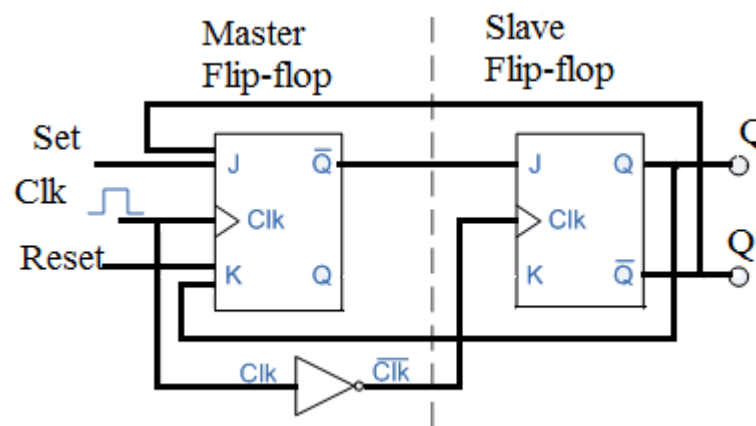 Master
Flip-flop
Slave
Flip-flop
Set
Clk
Reset
J
Q̅
Clk
K
Q
J
Q
Clk
K
Q̅
Q
Q
Clk
C̅l̅k̅